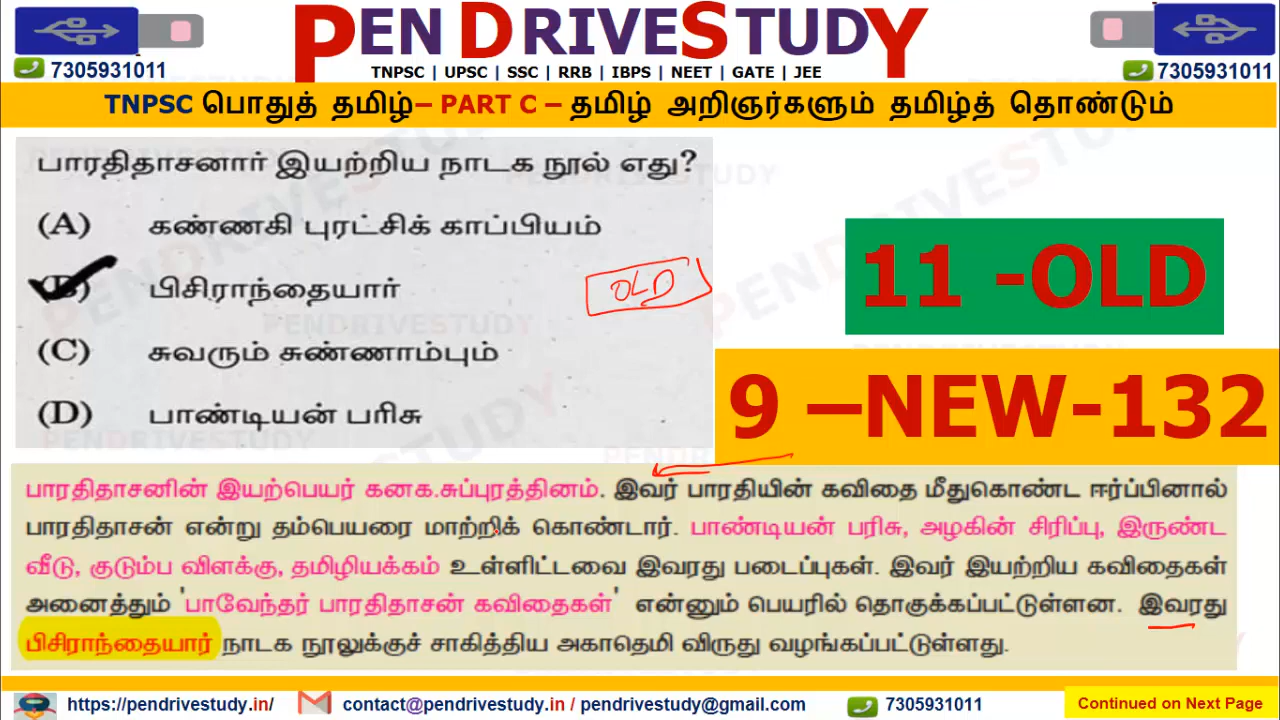 PENDRIVESTUDY
TNPSC | UPSC | SSC | RRB | IBPS | NEET | GATE | JEE
7305931011
7305931011
TNPSC பொதுத் தமிழ்– PART C – தமிழ் அறிஞர்களும் தமிழ்த் தொண்டும்
பாரதிதாசனார் இயற்றிய நாடக நூல் எது?
(A) கண்ணகி புரட்சிக் காப்பியம்
(B) பிசிராந்தையார்
OLD
(C) சுவரும் சுண்ணாம்பும்
(D) பாண்டியன் பரிசு
11 -OLD
9 –NEW-132
பாரதிதாசனின் இயற்பெயர் கனக.சுப்புரத்தினம். இவர் பாரதியின் கவிதை மீதுகொண்ட ஈர்ப்பினால்
பாரதிதாசன் என்று தம்பெயரை மாற்றிக் கொண்டார். பாண்டியன் பரிசு, அழகின் சிரிப்பு, இருண்ட
வீடு, குடும்ப விளக்கு, தமிழியக்கம் உள்ளிட்டவை இவரது படைப்புகள். இவர் இயற்றிய கவிதைகள்
அனைத்தும் 'பாவேந்தர் பாரதிதாசன் கவிதைகள்' என்னும் பெயரில் தொகுக்கப்பட்டுள்ளன. இவரது
பிசிராந்தையார் நாடக நூலுக்குச் சாகித்திய அகாதெமி விருது வழங்கப்பட்டுள்ளது.
https://pendrivestudy.in/ contact@pendrivestudy.in / pendrivestudy@gmail.com 7305931011 Continued on Next Page